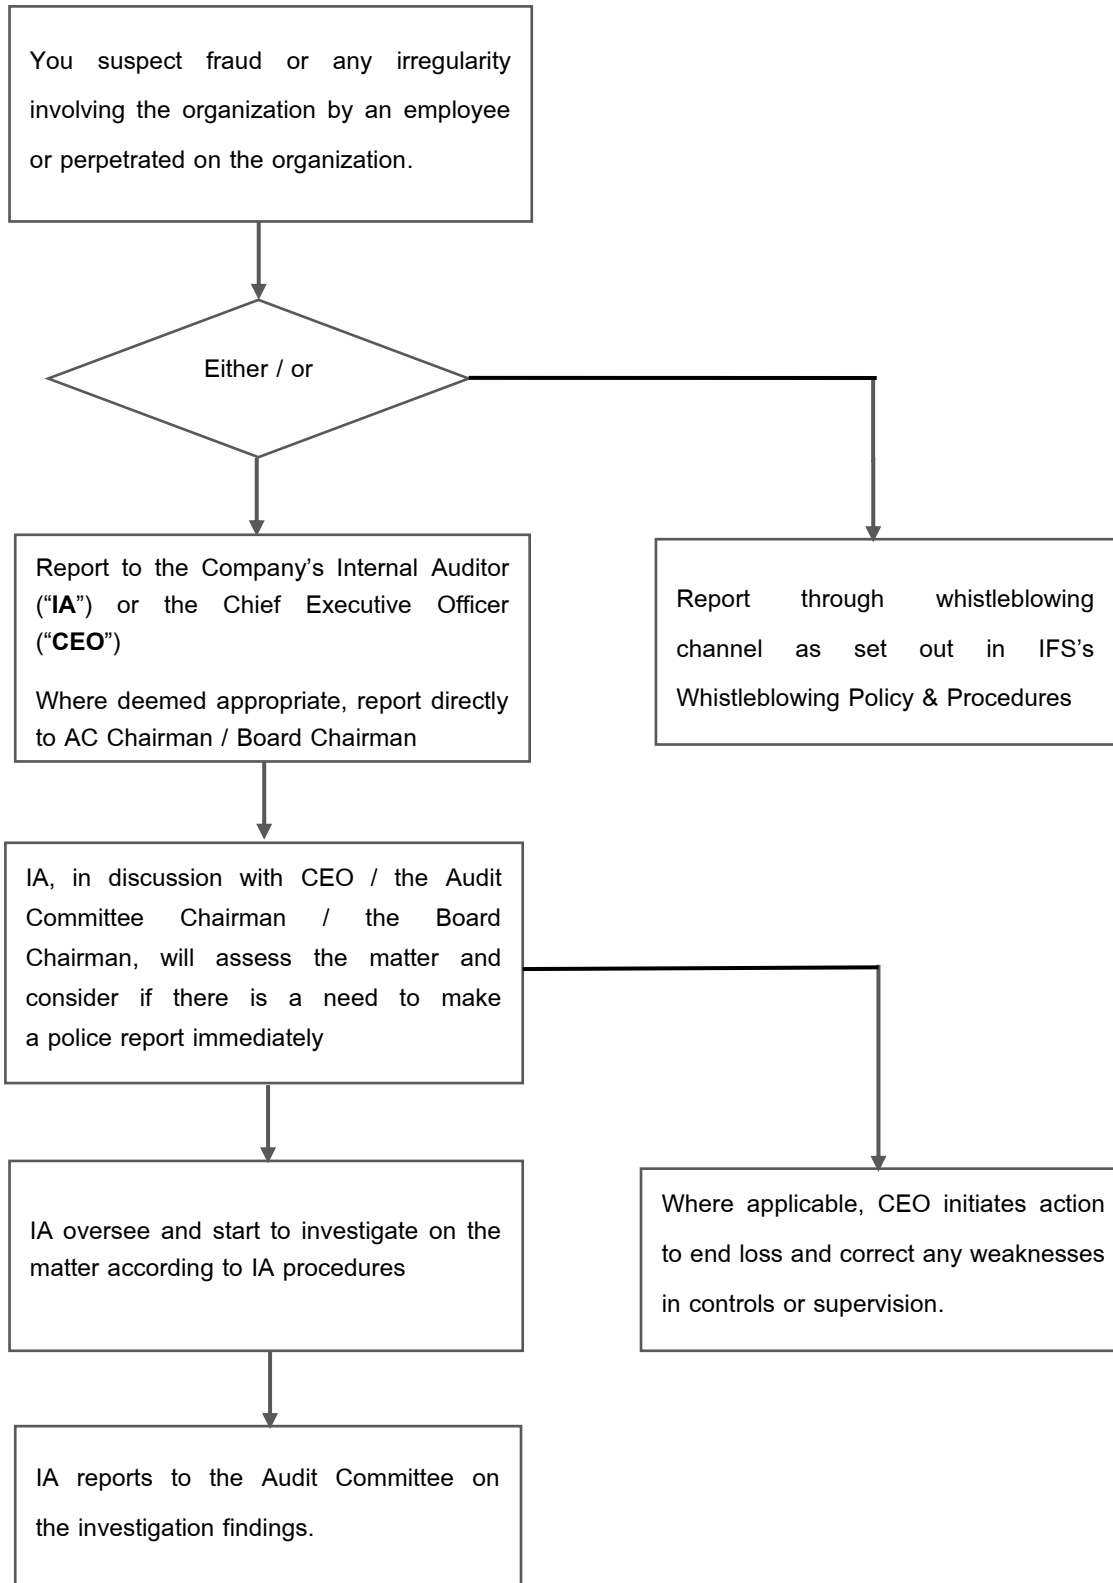 You suspect fraud or any irregularity
involving the organization by an employee
or perpetrated on the organization.
Either / or
Report to the Company’s Internal Auditor
(“IA”) or the Chief Executive Officer
(“CEO”)
Where deemed appropriate, report directly
to AC Chairman / Board Chairman
Report through whistleblowing
channel as set out in IFS’s
Whistleblowing Policy & Procedures
IA, in discussion with CEO / the Audit
Committee Chairman / the Board
Chairman, will assess the matter and
consider if there is a need to make
a police report immediately
IA oversee and start to investigate on the
matter according to IA procedures
Where applicable, CEO initiates action
to end loss and correct any weaknesses
in controls or supervision.
IA reports to the Audit Committee on
the investigation findings.